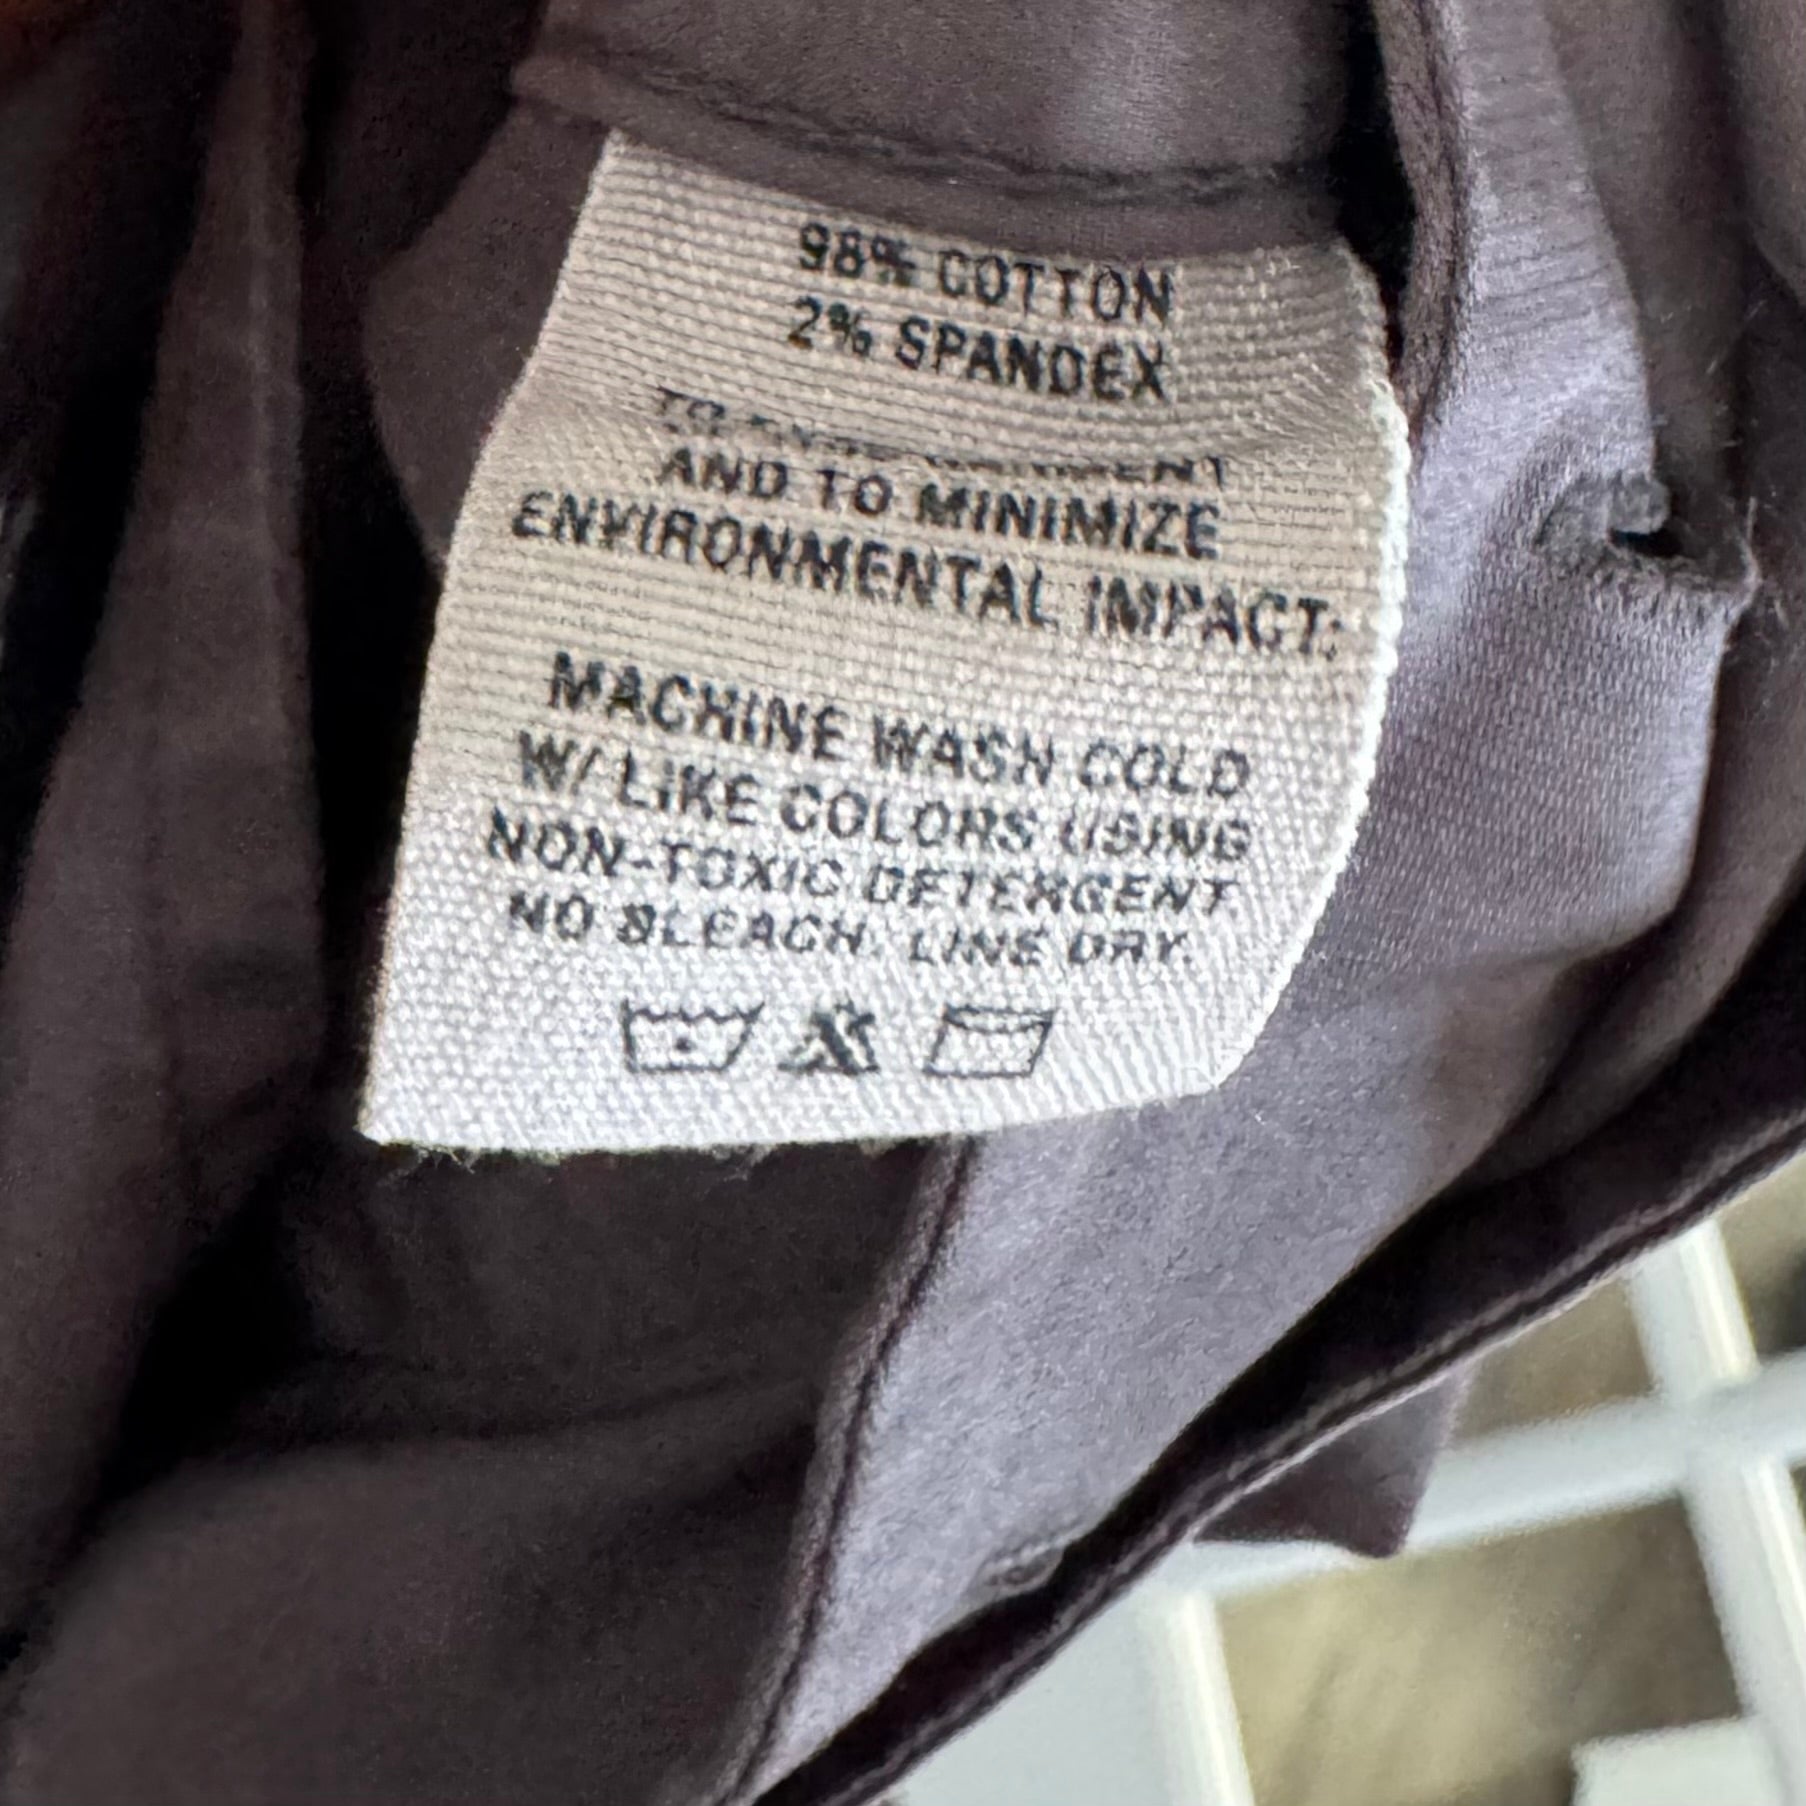 98% COTTON
2% SPANDEX
TO
AND TO MINIMIZE
ENVIRONMENTAL IMPACT:
MACHINE WASH COLD
W/ LIKE COLORS USING
NON-TOXIC DETERGENT
NO BLEACH. LINE DRY.